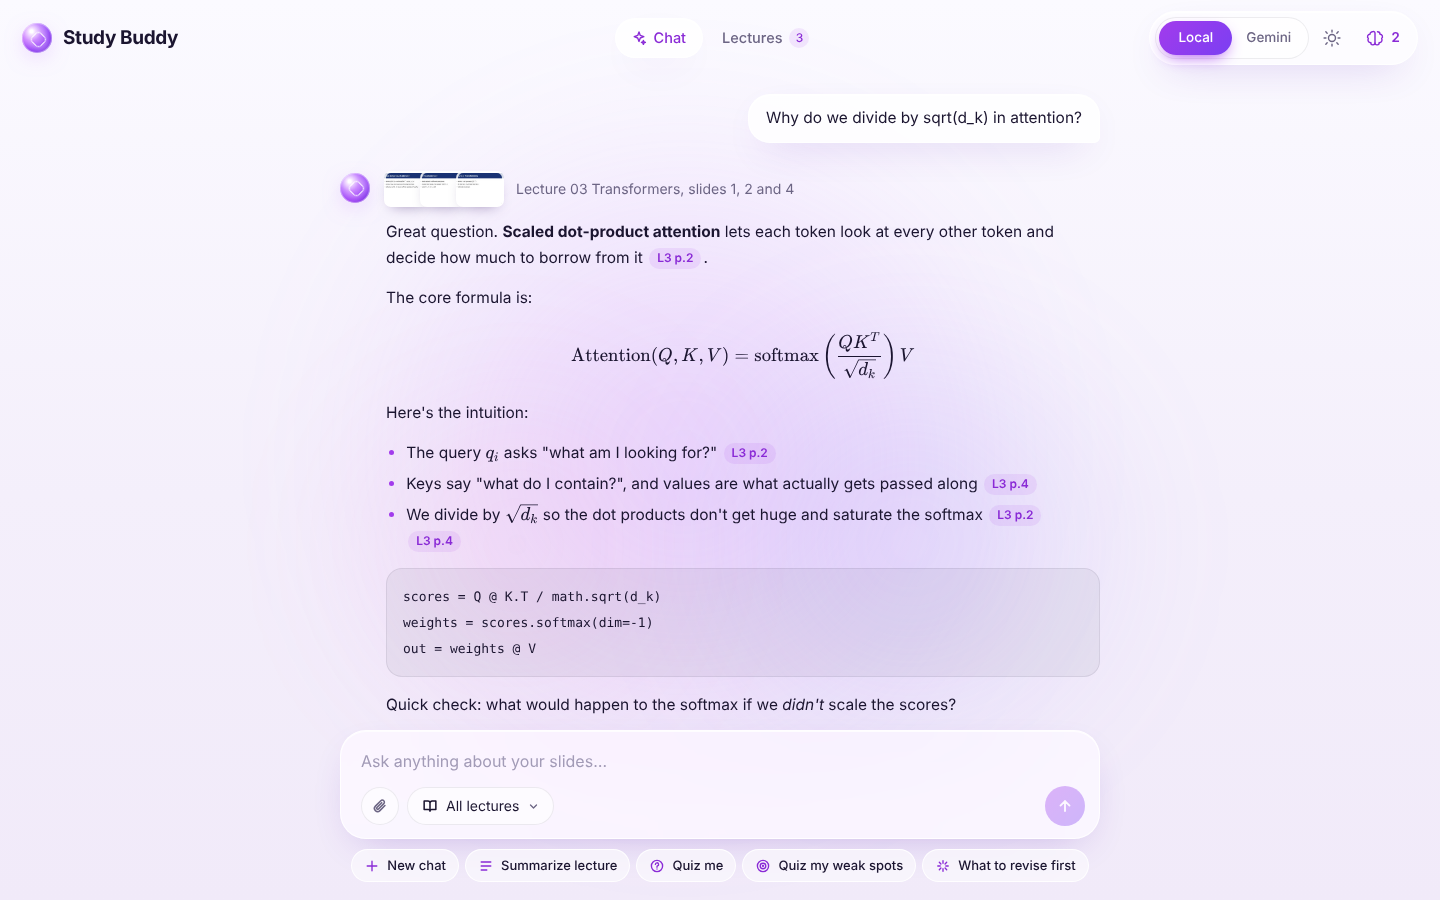 Study Buddy
Chat
Lectures 3
Local
Gemini
2
Why do we divide by sqrt(d_k) in attention?
Lecture 03 Transformers, slides 1, 2 and 4
Great question. Scaled dot-product attention lets each token look at every other token and
decide how much to borrow from it L3 p.2 .
The core formula is:
Attention(Q, K, V) = softmax(QK^T / √d_k) V
Here's the intuition:
• The query q_i asks "what am I looking for?" L3 p.2
• Keys say "what do I contain?", and values are what actually gets passed along L3 p.4
• We divide by √d_k so the dot products don't get huge and saturate the softmax L3 p.2
L3 p.4
scores = Q @ K.T / math.sqrt(d_k)
weights = scores.softmax(dim=-1)
out = weights @ V
Quick check: what would happen to the softmax if we didn't scale the scores?
Ask anything about your slides...
All lectures
New chat
Summarize lecture
Quiz me
Quiz my weak spots
What to revise first